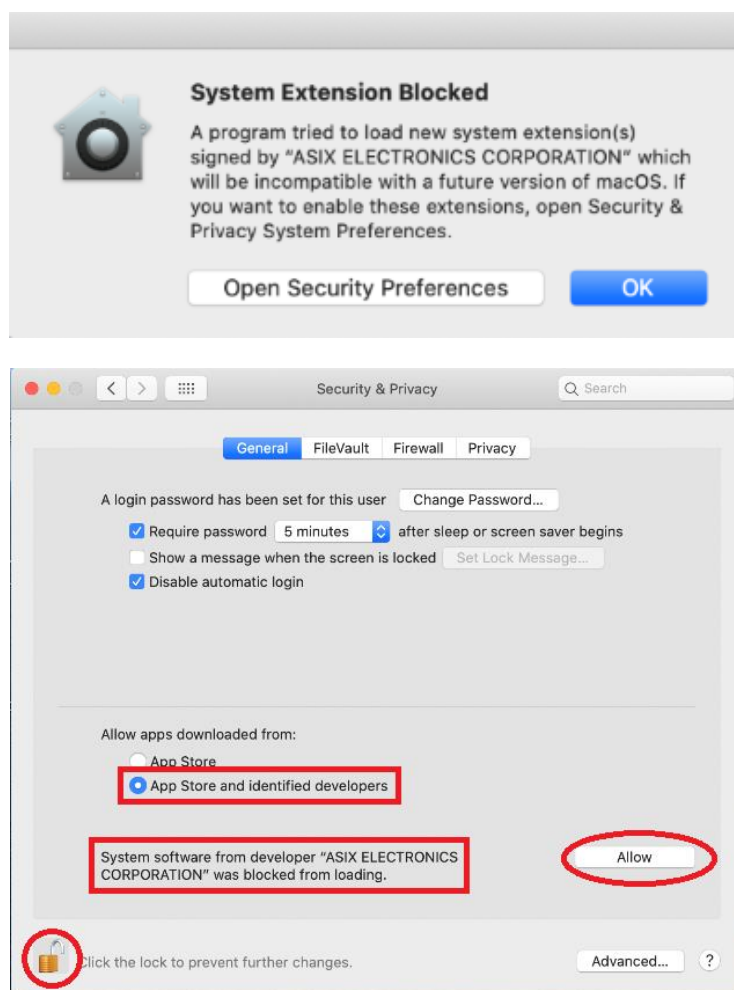 System Extension Blocked
A program tried to load new system extension(s)
signed by "ASIX ELECTRONICS CORPORATION" which
will be incompatible with a future version of macOS. If
you want to enable these extensions, open Security &
Privacy System Preferences.
Open Security Preferences OK
Security & Privacy Search
General FileVault Firewall Privacy
A login password has been set for this user Change Password...
Require password 5 minutes after sleep or screen saver begins
Show a message when the screen is locked Set Lock Message...
Disable automatic login
Allow apps downloaded from:
App Store
App Store and identified developers
System software from developer "ASIX ELECTRONICS Allow
CORPORATION" was blocked from loading.
Click the lock to prevent further changes. Advanced... ?